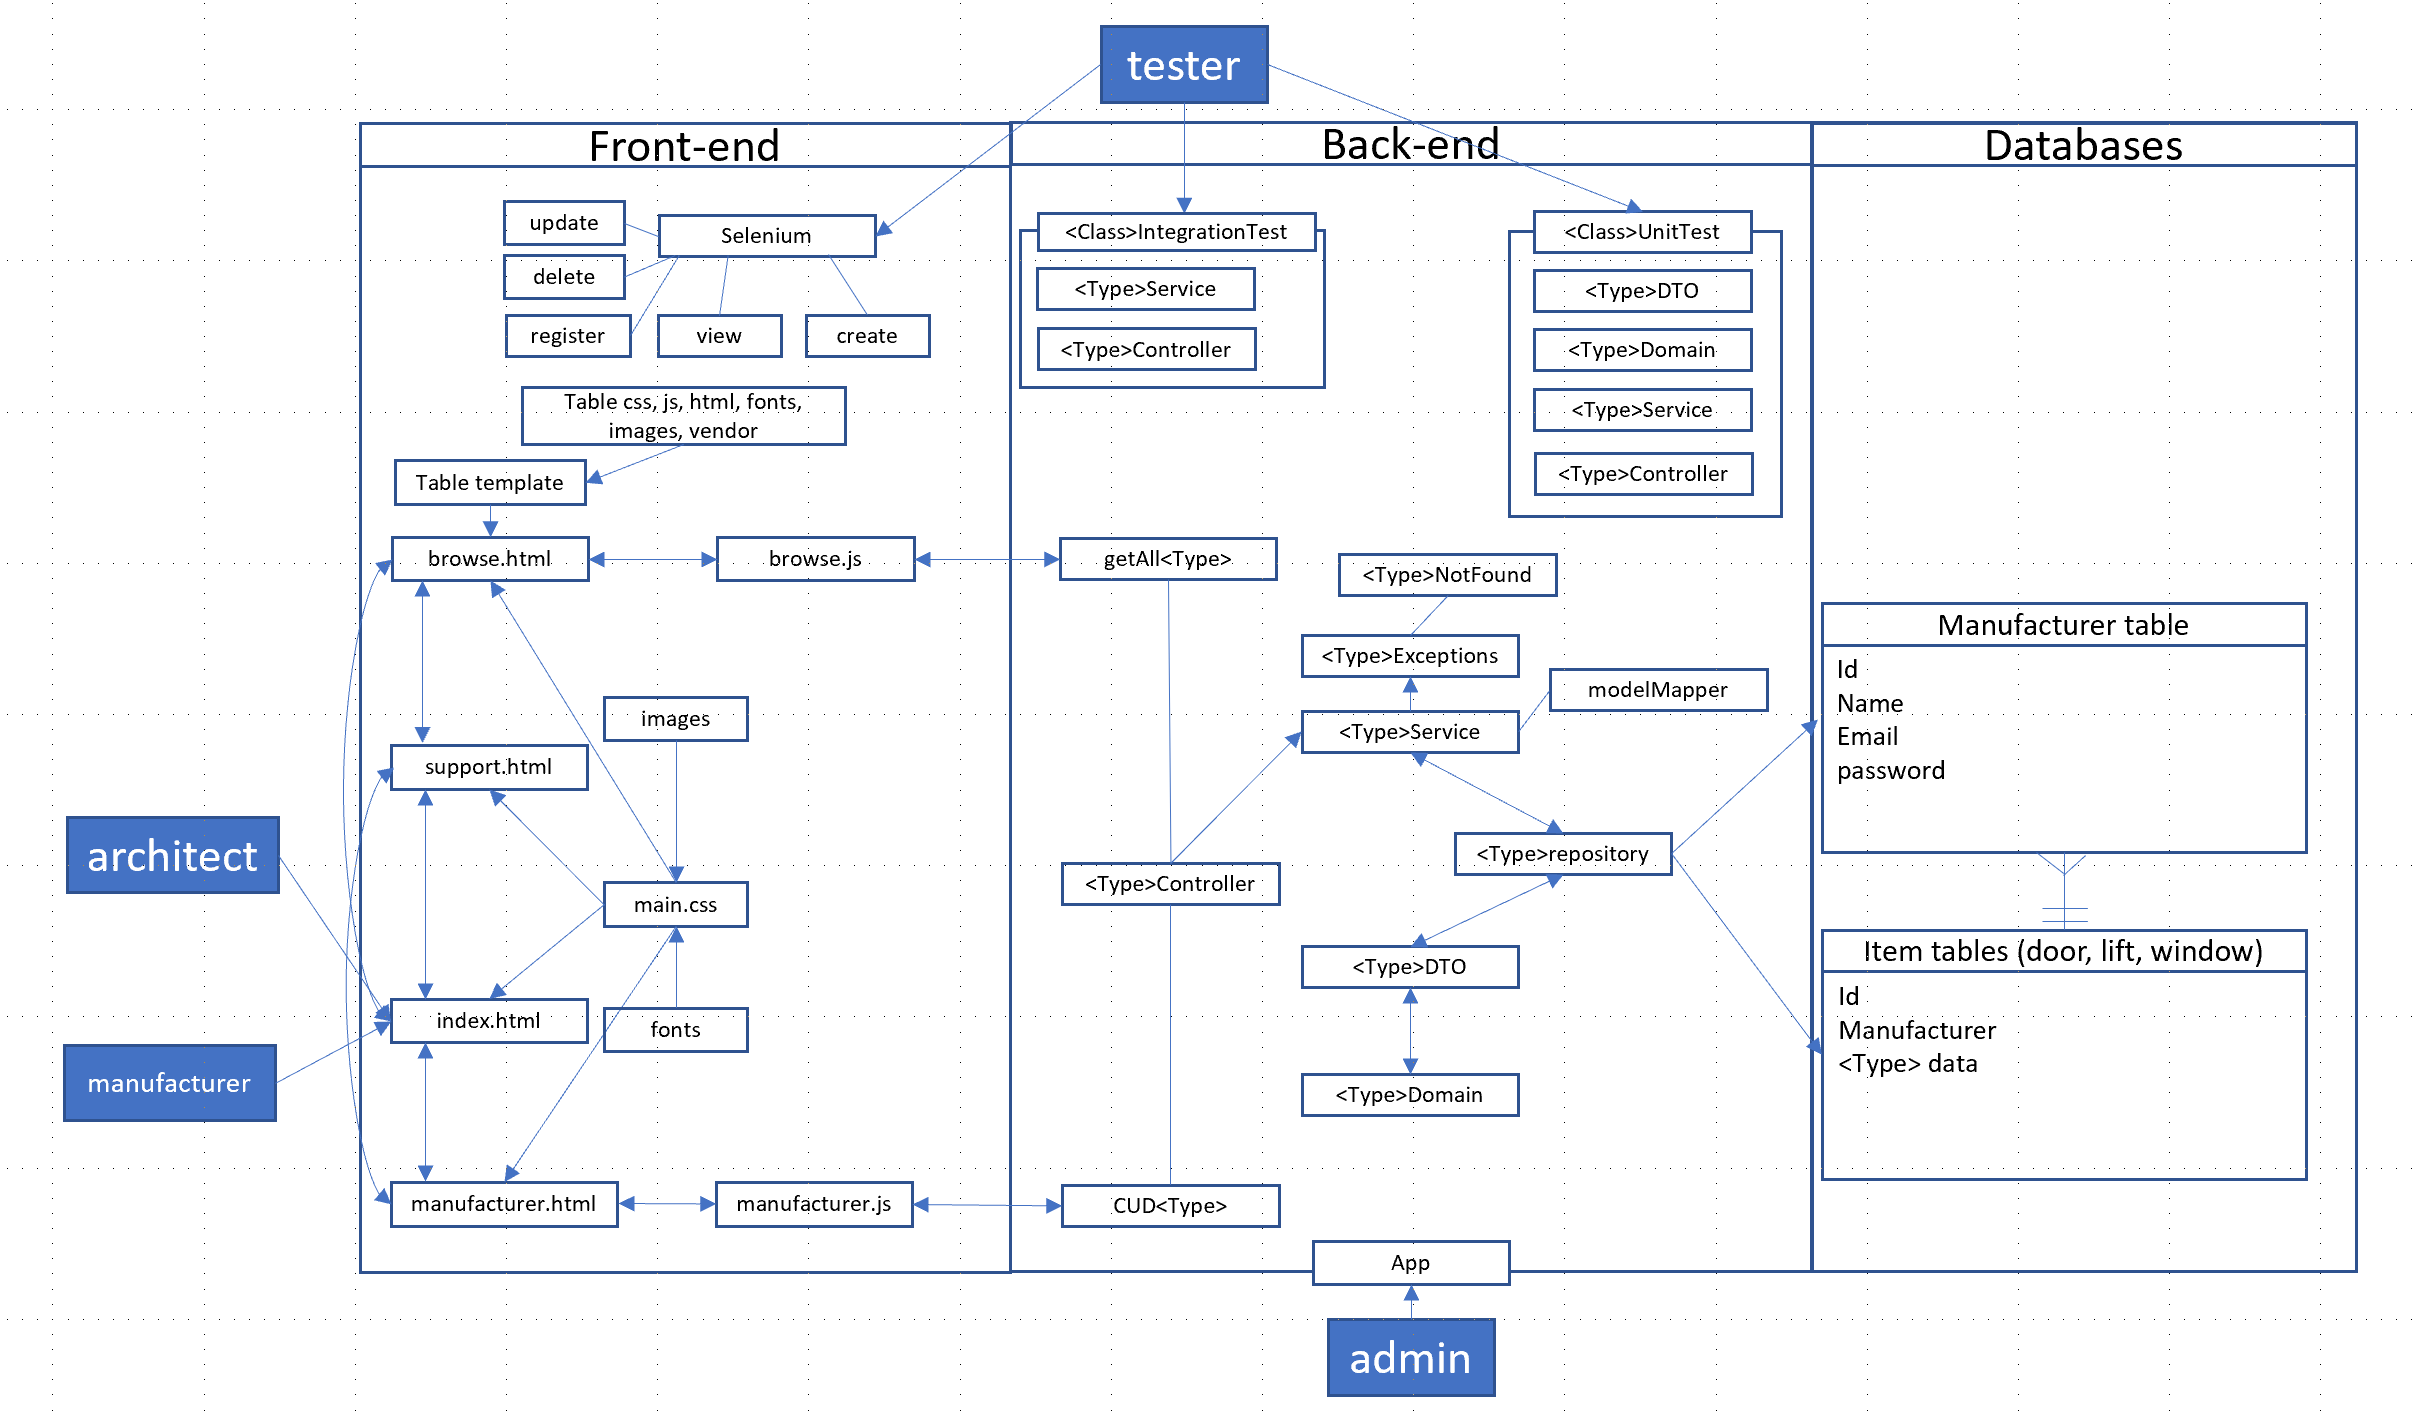 tester
Front-end
Back-end
Databases
update
Selenium
delete
register
view
create
<Class>IntegrationTest
<Type>Service
<Type>Controller
<Class>UnitTest
<Type>DTO
<Type>Domain
<Type>Service
<Type>Controller
Table css, js, html, fonts,
images, vendor
Table template
browse.html
browse.js
getAll<Type>
<Type>NotFound
<Type>Exceptions
modelMapper
<Type>Service
images
support.html
<Type>repository
<Type>Controller
main.css
architect
<Type>DTO
index.html
fonts
manufacturer
<Type>Domain
manufacturer.html
manufacturer.js
CUD<Type>
App
admin
Manufacturer table
Id
Name
Email
password
Item tables (door, lift, window)
Id
Manufacturer
<Type> data